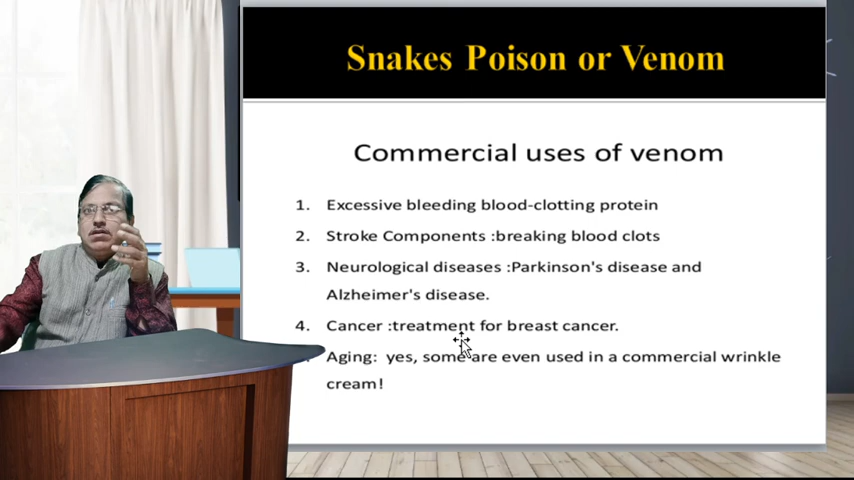 Snakes Poison or Venom
Commercial uses of venom
1. Excessive bleeding blood-clotting protein
2. Stroke Components :breaking blood clots
3. Neurological diseases :Parkinson's disease and
Alzheimer's disease.
4. Cancer :treatment for breast cancer.
Aging: yes, some are even used in a commercial wrinkle
cream!